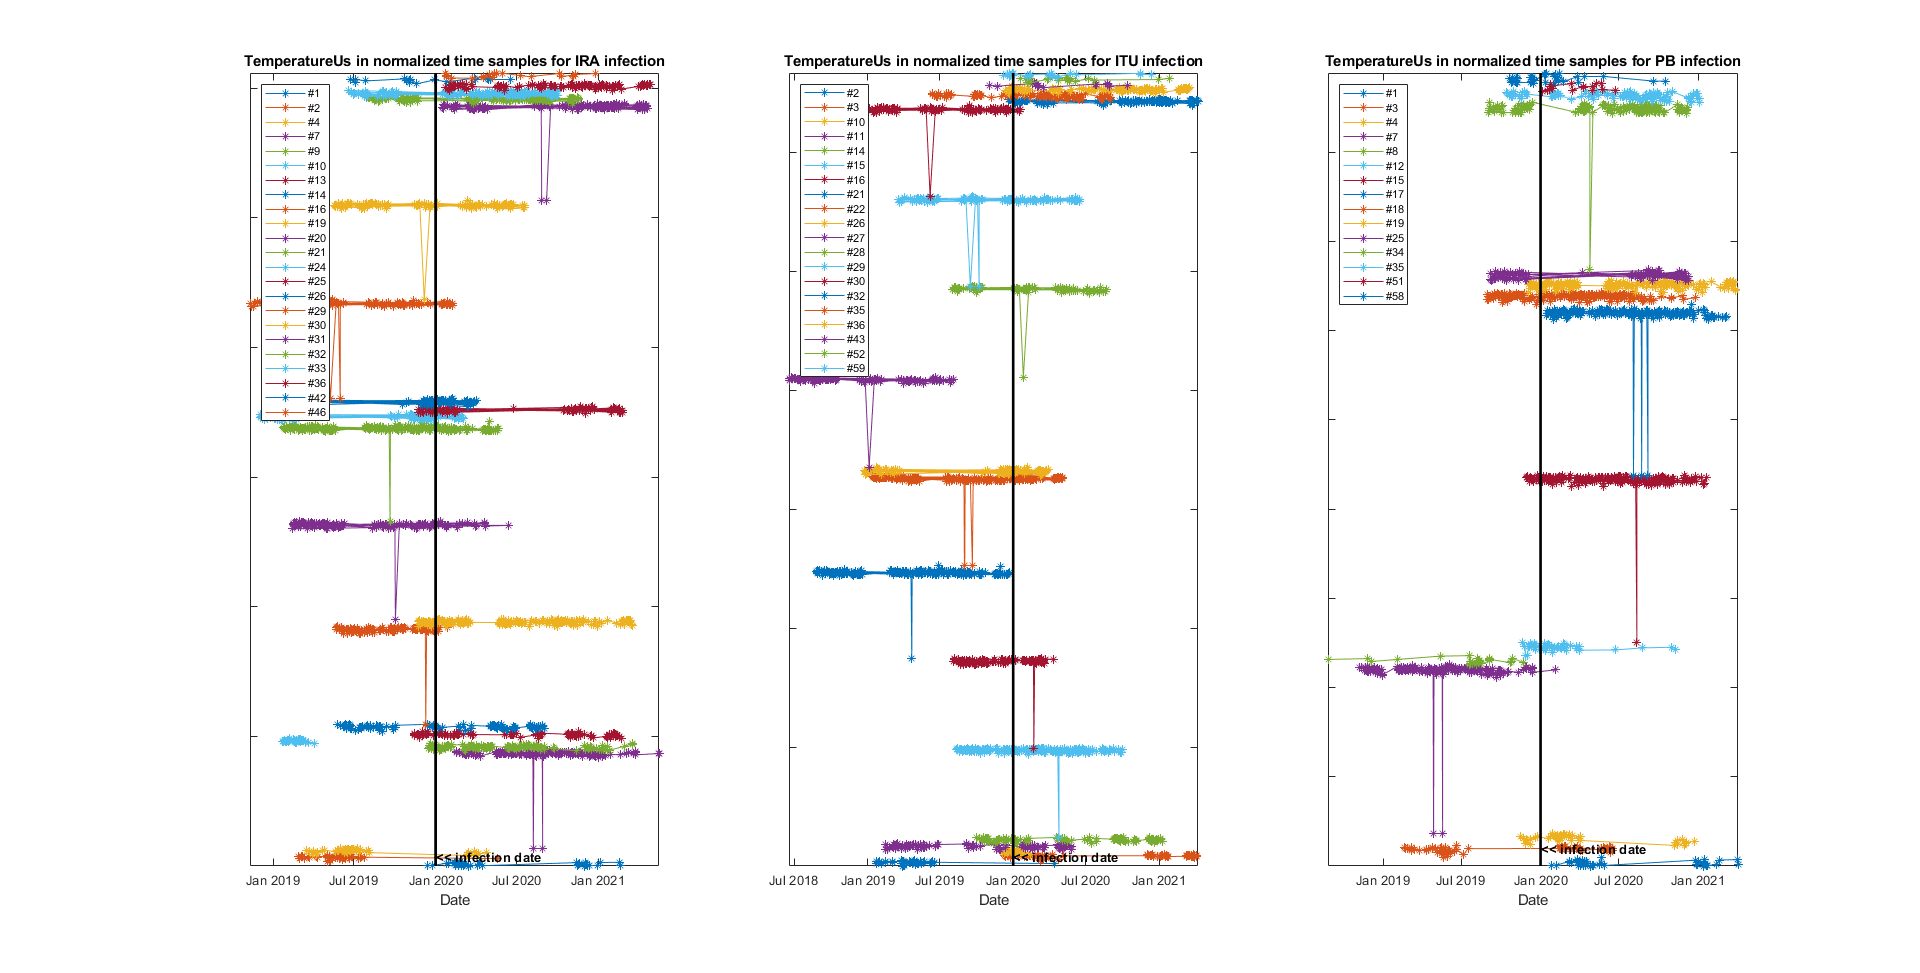 TemperatureUs in normalized time samples for IRA infection
#1
#2
#4
#7
#9
#10
#13
#14
#16
#19
#20
#21
#24
#25
#26
#29
#30
#31
#32
#33
#36
#42
#46
<< infection date
Jan 2019
Jul 2019
Jan 2020
Jul 2020
Jan 2021
Date
TemperatureUs in normalized time samples for ITU infection
#2
#3
#10
#11
#14
#15
#16
#21
#22
#26
#27
#28
#29
#30
#32
#35
#36
#43
#52
#59
<< infection date
Jul 2018
Jan 2019
Jul 2019
Jan 2020
Jul 2020
Jan 2021
Date
TemperatureUs in normalized time samples for PB infection
#1
#3
#4
#7
#8
#12
#15
#17
#18
#19
#25
#34
#35
#51
#58
<< infection date
Jan 2019
Jul 2019
Jan 2020
Jul 2020
Jan 2021
Date